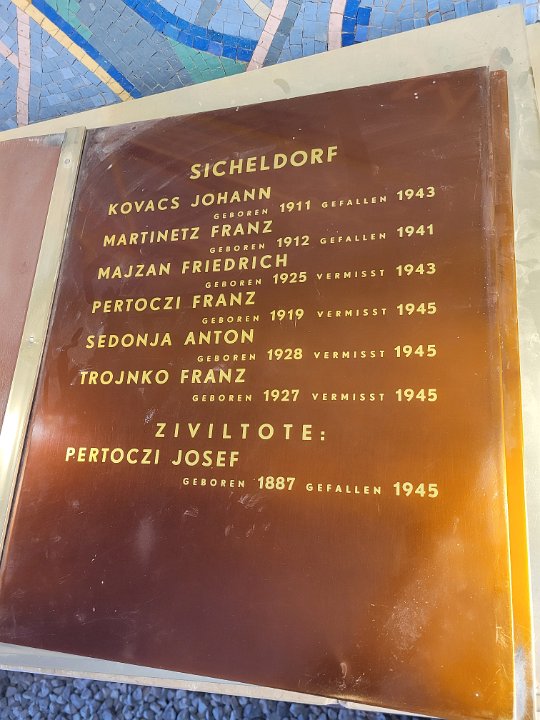 SICHELDORF
KOVACS JOHANN
GEBOREN 1911 GEFALLEN 1943
MARTINETZ FRANZ
GEBOREN 1912 GEFALLEN 1941
MAJZAN FRIEDRICH
GEBOREN 1925 VERMISST 1943
PERTOCZI FRANZ
GEBOREN 1919 VERMISST 1945
SEDONJA ANTON
GEBOREN 1928 VERMISST 1945
TROJNKO FRANZ
GEBOREN 1927 VERMISST 1945
ZIVILTOTE:
PERTOCZI JOSEF
GEBOREN 1887 GEFALLEN 1945